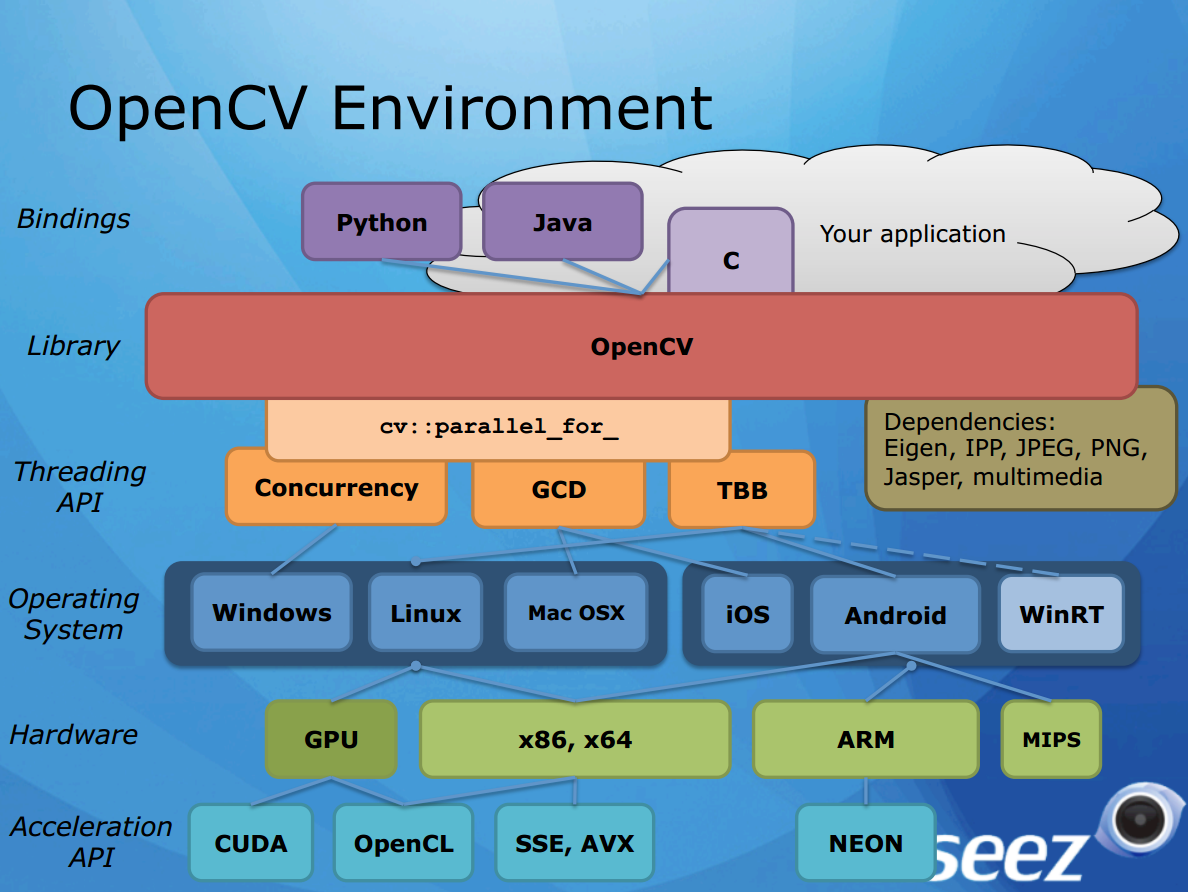 OpenCV Environment
Bindings
Python
Java
C
Your application
Library
OpenCV
cv::parallel_for_
Dependencies:
Eigen, IPP, JPEG, PNG,
Jasper, multimedia
Threading
API
Concurrency
GCD
TBB
Operating
System
Windows
Linux
Mac OSX
iOS
Android
WinRT
Hardware
GPU
x86, x64
ARM
MIPS
Acceleration
API
CUDA
OpenCL
SSE, AVX
NEON
seez